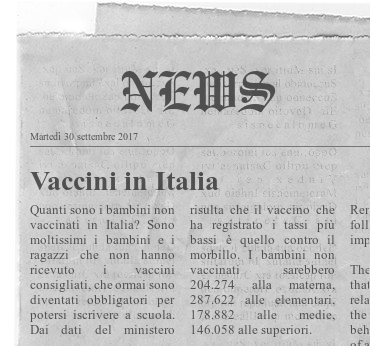 NEWS
Martedì 30 settembre 2017
Vaccini in Italia
Quanti sono i bambini non
vaccinati in Italia? Sono
moltissimi i bambini e i
ragazzi che non hanno
ricevuto i vaccini
consigliati, che ormai sono
diventati obbligatori per
potersi iscrivere a scuola.
Dai dati del ministero
risulta che il vaccino che
ha registrato i tassi più
bassi è quello contro il
morbillo. I bambini non
vaccinati sarebbero
204.274 alla materna,
287.622 alle elementari,
178.882 alle medie,
146.058 alle superiori.